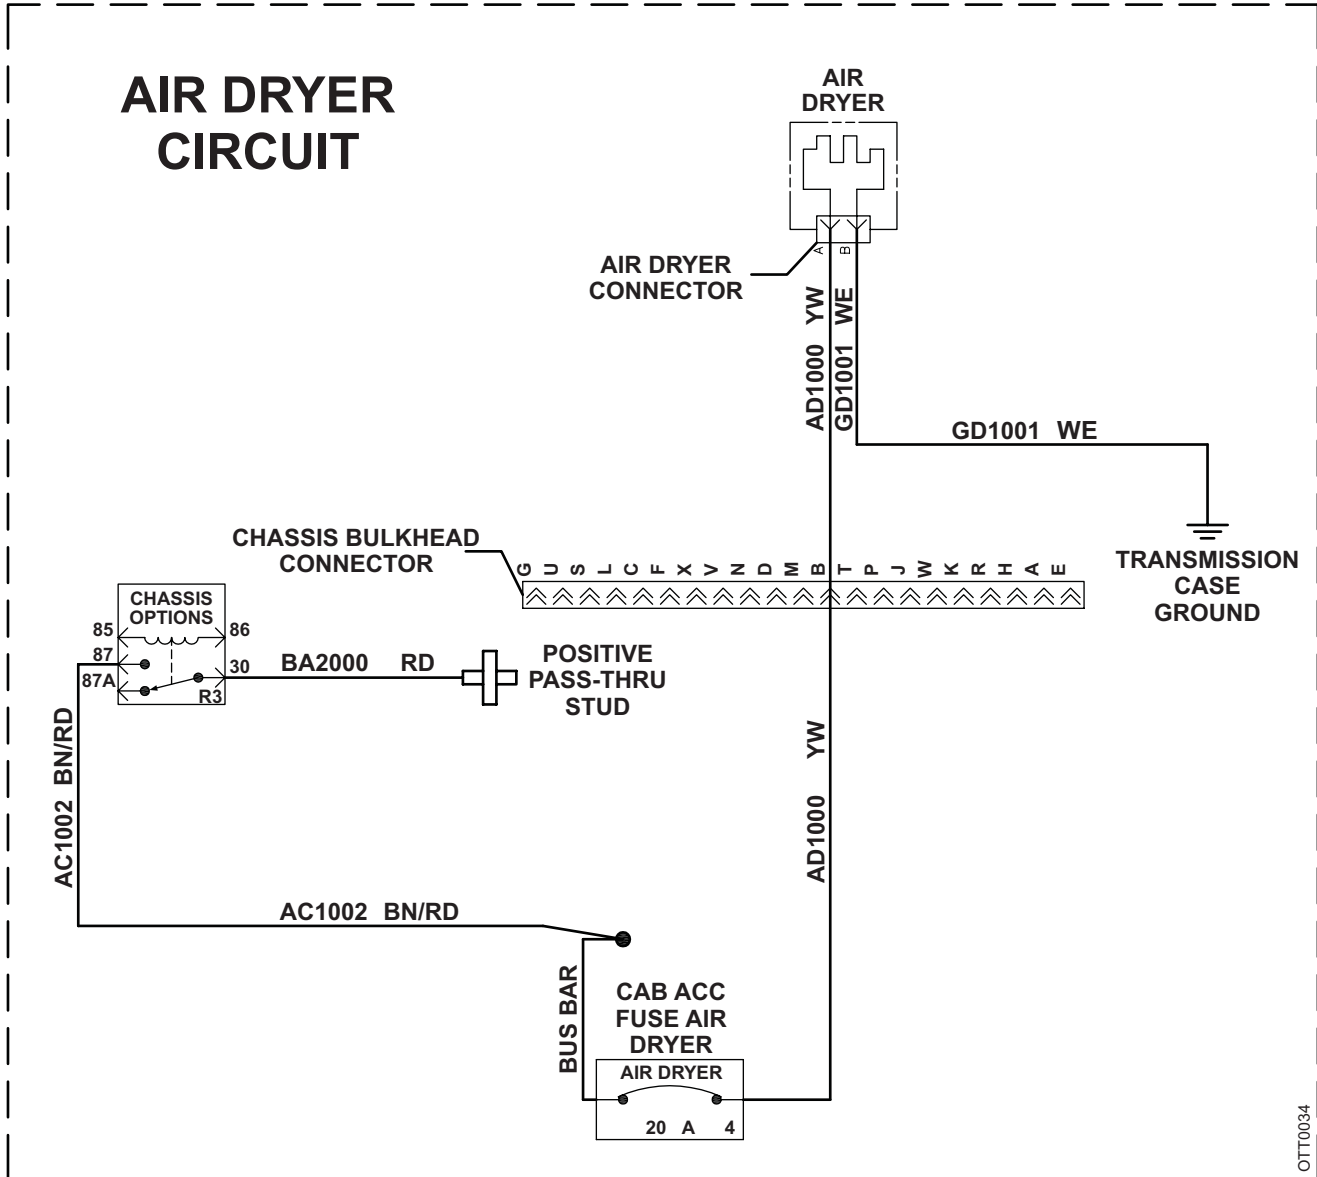 AIR DRYER
CIRCUIT
AIR
DRYER
A
B
AIR DRYER
CONNECTOR
AD1000 YW
GD1001 WE
GD1001 WE
TRANSMISSION
CASE
GROUND
CHASSIS BULKHEAD
CONNECTOR
G U S L C F X V N D M B T P J W K R H A E
CHASSIS
OPTIONS
85
86
87
30
87A
R3
BA2000 RD
POSITIVE
PASS-THRU
STUD
AC1002 BN/RD
AD1000 YW
AC1002 BN/RD
BUS BAR
CAB ACC
FUSE AIR
DRYER
AIR DRYER
20 A 4
OTT0034